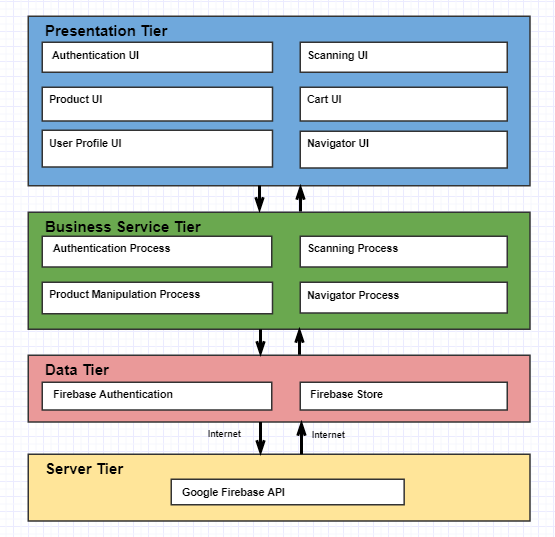 Presentation Tier
Authentication UI
Scanning UI
Product UI
Cart UI
User Profile UI
Navigator UI
Business Service Tier
Authentication Process
Scanning Process
Product Manipulation Process
Navigator Process
Data Tier
Firebase Authentication
Firebase Store
Internet
Internet
Server Tier
Google Firebase API